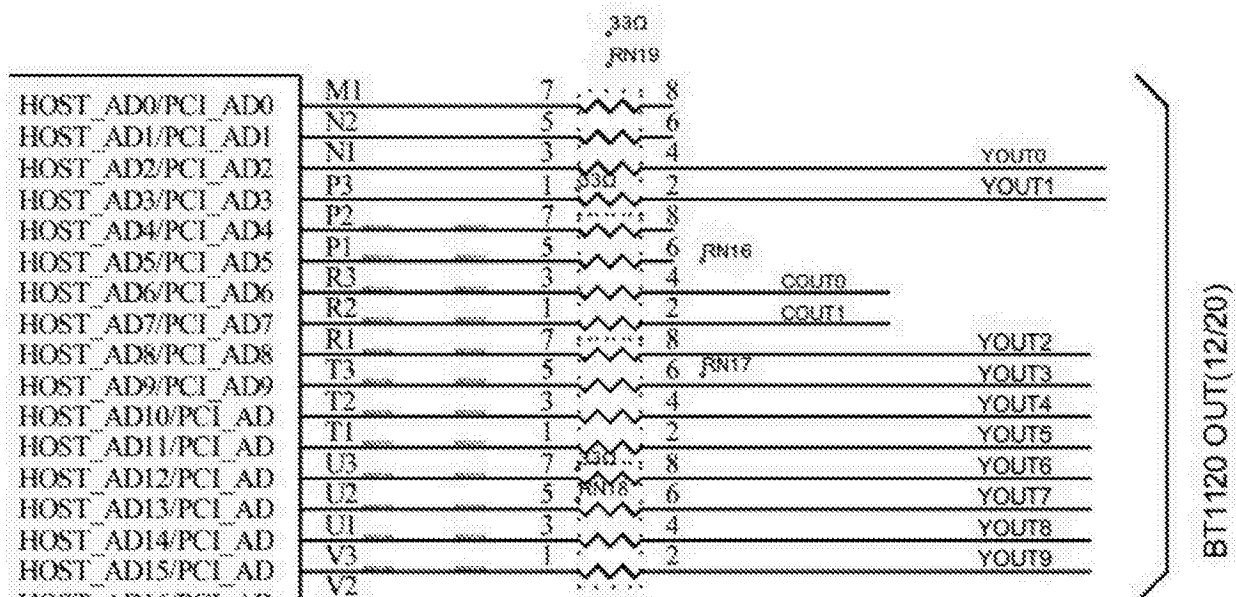 33Ω
RN19
HOST_AD0/PCI_AD0 M1 7 8
HOST_AD1/PCI_AD1 N2 5 6
HOST_AD2/PCI_AD2 N1 3 4 YOUT0
33Ω
HOST_AD3/PCI_AD3 P3 1 2 YOUT1
HOST_AD4/PCI_AD4 P2 7 8
HOST_AD5/PCI_AD5 P1 5 6 RN16
HOST_AD6/PCI_AD6 R3 3 4 COUT0
HOST_AD7/PCI_AD7 R2 1 2 COUT1
HOST_AD8/PCI_AD8 R1 7 8 YOUT2
HOST_AD9/PCI_AD9 T3 5 6 RN17 YOUT3
HOST_AD10/PCI_AD T2 3 4 YOUT4
HOST_AD11/PCI_AD T1 1 2 YOUT5
33Ω
HOST_AD12/PCI_AD U3 7 8 YOUT6
RN18
HOST_AD13/PCI_AD U2 5 6 YOUT7
HOST_AD14/PCI_AD U1 3 4 YOUT8
HOST_AD15/PCI_AD V3 1 2 YOUT9
V2
BT1120 OUT(12/20)